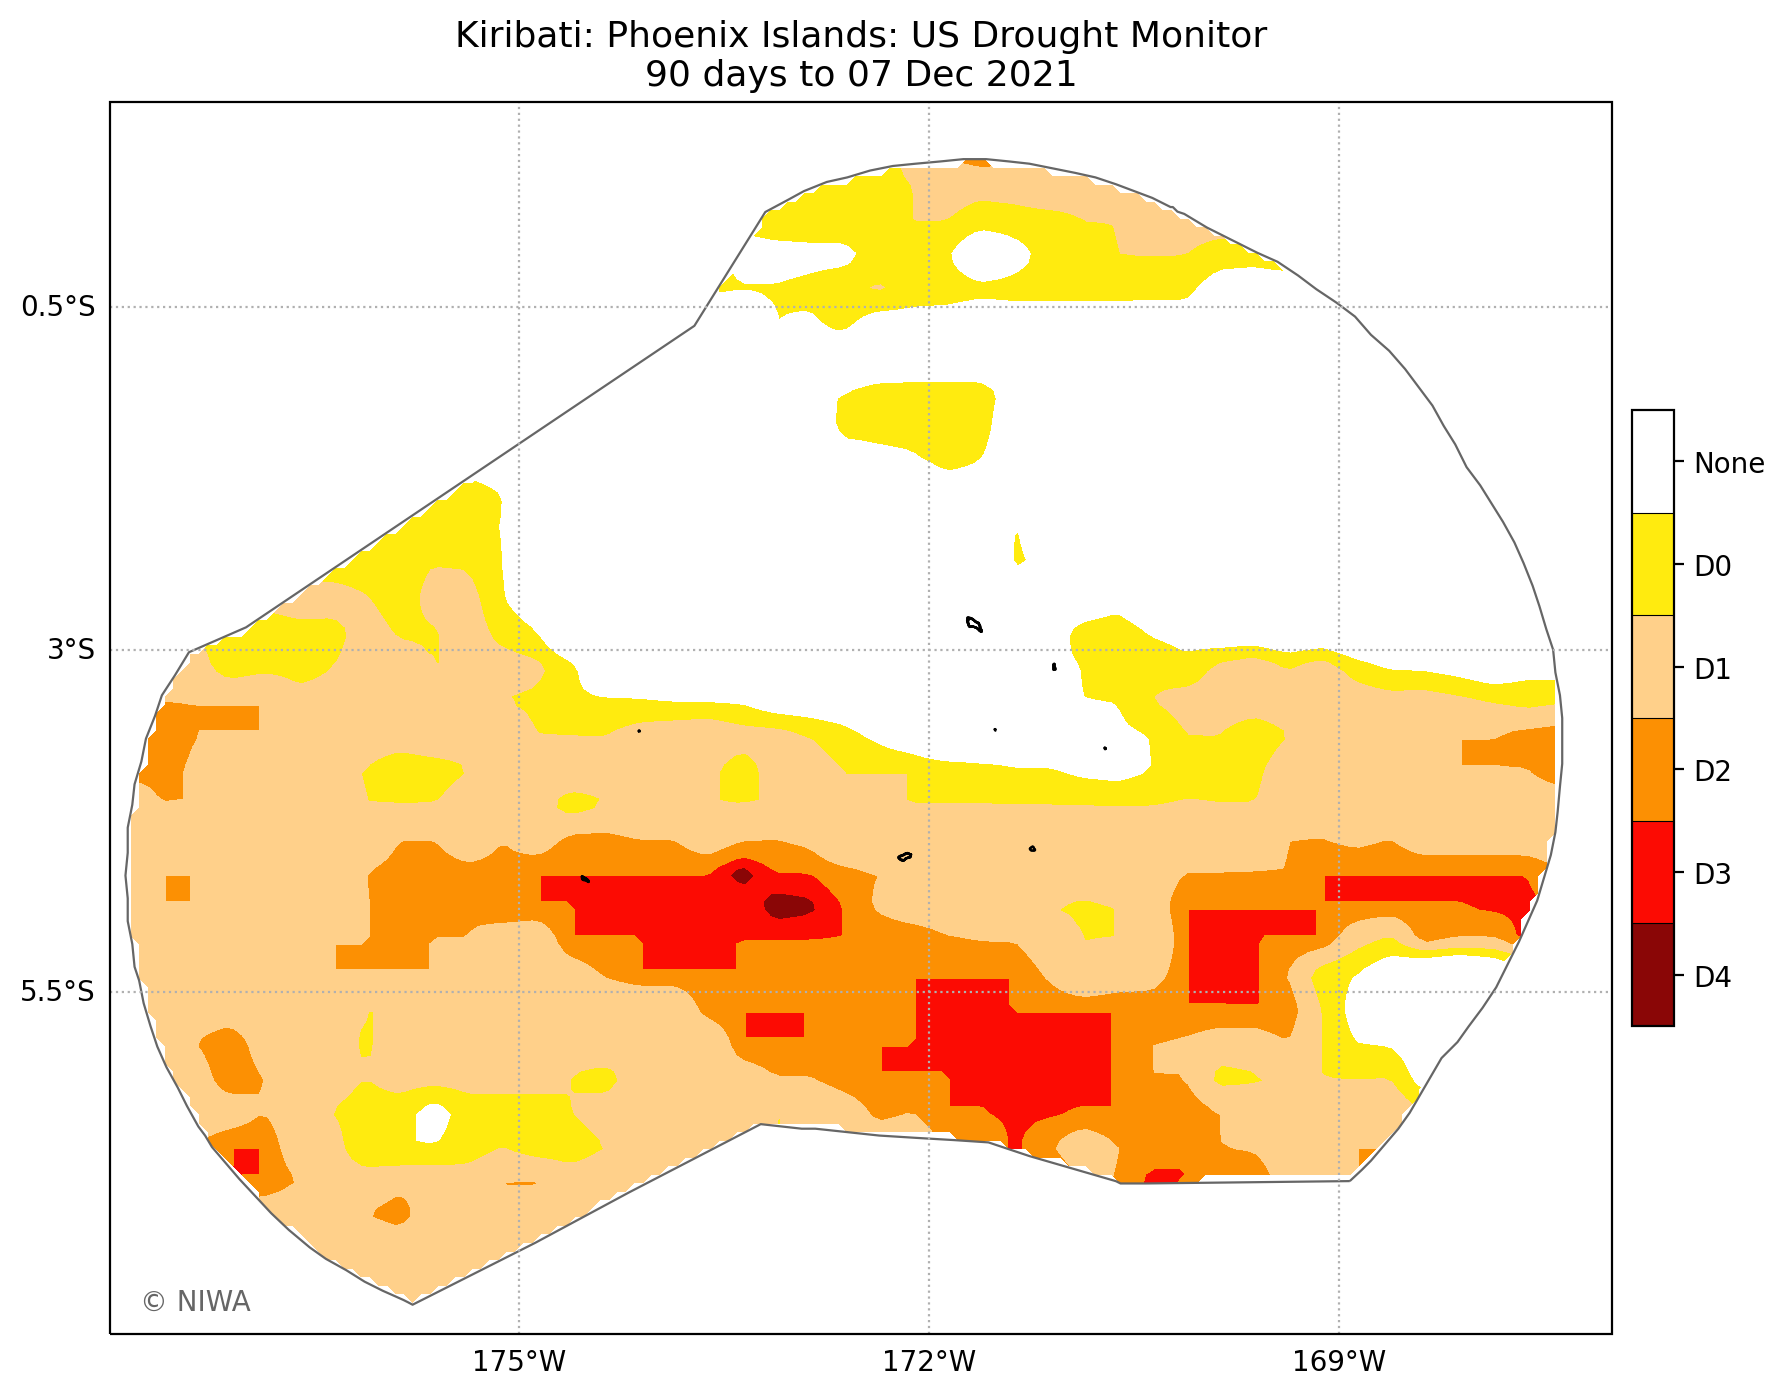 Kiribati: Phoenix Islands: US Drought Monitor
90 days to 07 Dec 2021
0.5°S
3°S
5.5°S
175°W
172°W
169°W
None
D0
D1
D2
D3
D4
© NIWA